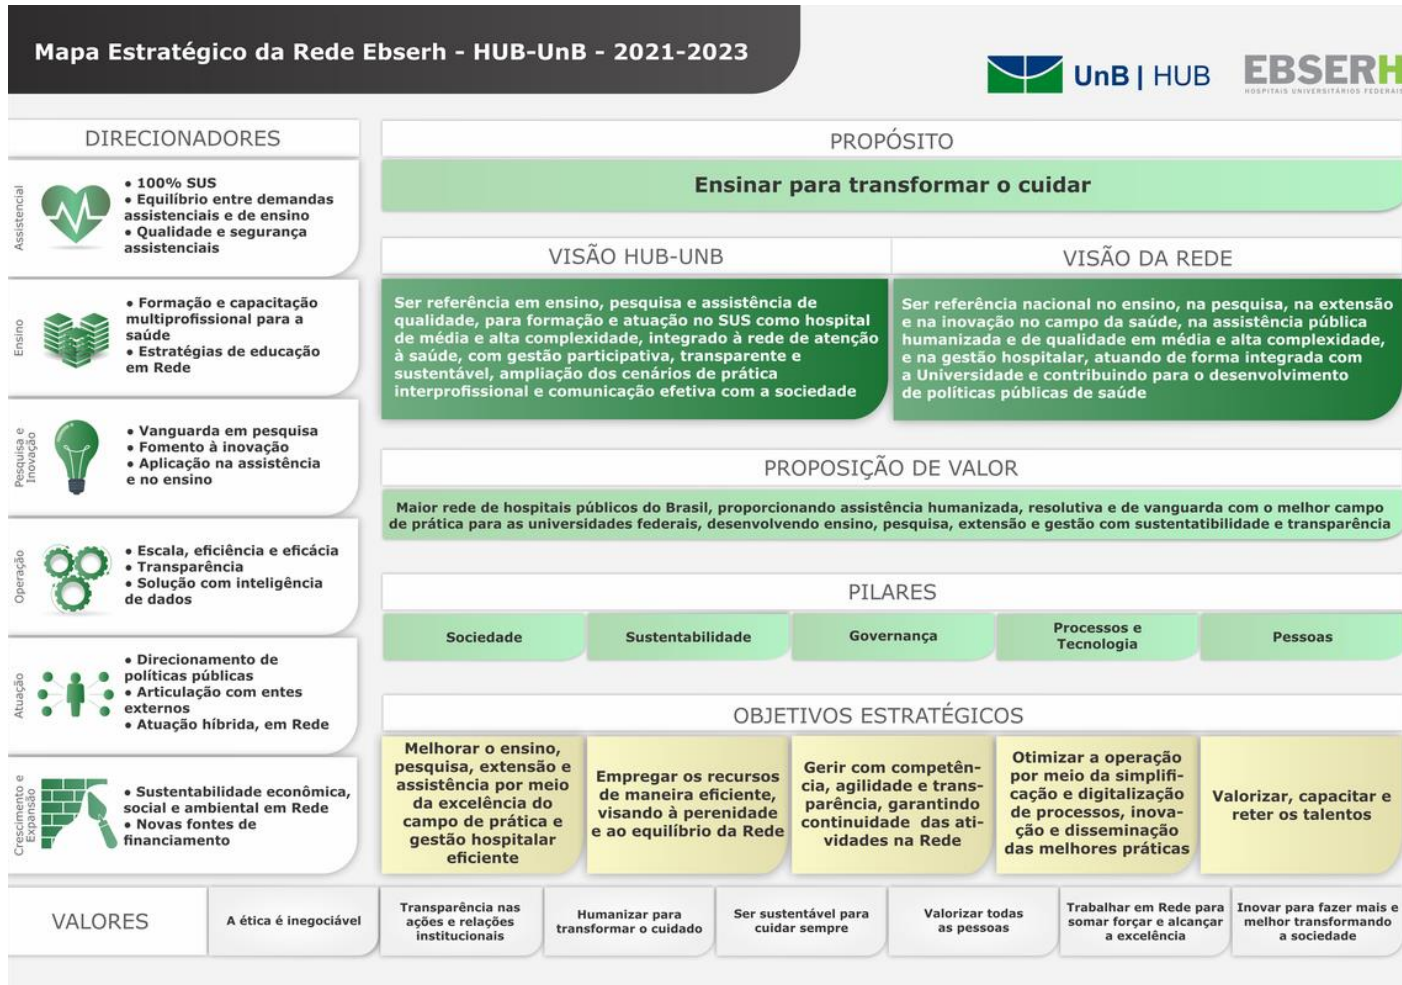 Mapa Estratégico da Rede Ebserh - HUB-UnB - 2021-2023
UnB | HUB
EBSERH
HOSPITAIS UNIVERSITÁRIOS FEDERAIS
DIRECIONADORES
Assistencial
• 100% SUS
• Equilíbrio entre demandas
assistenciais e de ensino
• Qualidade e segurança
assistenciais
Ensino
• Formação e capacitação
multiprofissional para a
saúde
• Estratégias de educação
em Rede
Pesquisa e
Inovação
• Vanguarda em pesquisa
• Fomento à inovação
• Aplicação na assistência
e no ensino
Operação
• Escala, eficiência e eficácia
• Transparência
• Solução com inteligência
de dados
Atuação
• Direcionamento de
políticas públicas
• Articulação com entes
externos
• Atuação híbrida, em Rede
Crescimento e
Expansão
• Sustentabilidade econômica,
social e ambiental em Rede
• Novas fontes de
financiamento
PROPÓSITO
Ensinar para transformar o cuidar
VISÃO HUB-UNB
Ser referência em ensino, pesquisa e assistência de
qualidade, para formação e atuação no SUS como hospital
de média e alta complexidade, integrado à rede de atenção
à saúde, com gestão participativa, transparente e
sustentável, ampliação dos cenários de prática
interprofissional e comunicação efetiva com a sociedade
VISÃO DA REDE
Ser referência nacional no ensino, na pesquisa, na extensão
e na inovação no campo da saúde, na assistência pública
humanizada e de qualidade em média e alta complexidade,
e na gestão hospitalar, atuando de forma integrada com
a Universidade e contribuindo para o desenvolvimento
de políticas públicas de saúde
PROPOSIÇÃO DE VALOR
Maior rede de hospitais públicos do Brasil, proporcionando assistência humanizada, resolutiva e de vanguarda com o melhor campo
de prática para as universidades federais, desenvolvendo ensino, pesquisa, extensão e gestão com sustentatibilidade e transparência
PILARES
Sociedade
Sustentabilidade
Governança
Processos e
Tecnologia
Pessoas
OBJETIVOS ESTRATÉGICOS
Melhorar o ensino,
pesquisa, extensão e
assistência por meio
da excelência do
campo de prática e
gestão hospitalar
eficiente
Empregar os recursos
de maneira eficiente,
visando à perenidade
e ao equilíbrio da Rede
Gerir com competên-
cia, agilidade e trans-
parência, garantindo
continuidade das ati-
vidades na Rede
Otimizar a operação
por meio da simplifi-
cação e digitalização
de processos, inova-
ção e disseminação
das melhores práticas
Valorizar, capacitar e
reter os talentos
VALORES
A ética é inegociável
Transparência nas
ações e relações
institucionais
Humanizar para
transformar o cuidado
Ser sustentável para
cuidar sempre
Valorizar todas
as pessoas
Trabalhar em Rede para
somar forçar e alcançar
a excelência
Inovar para fazer mais e
melhor transformando
a sociedade